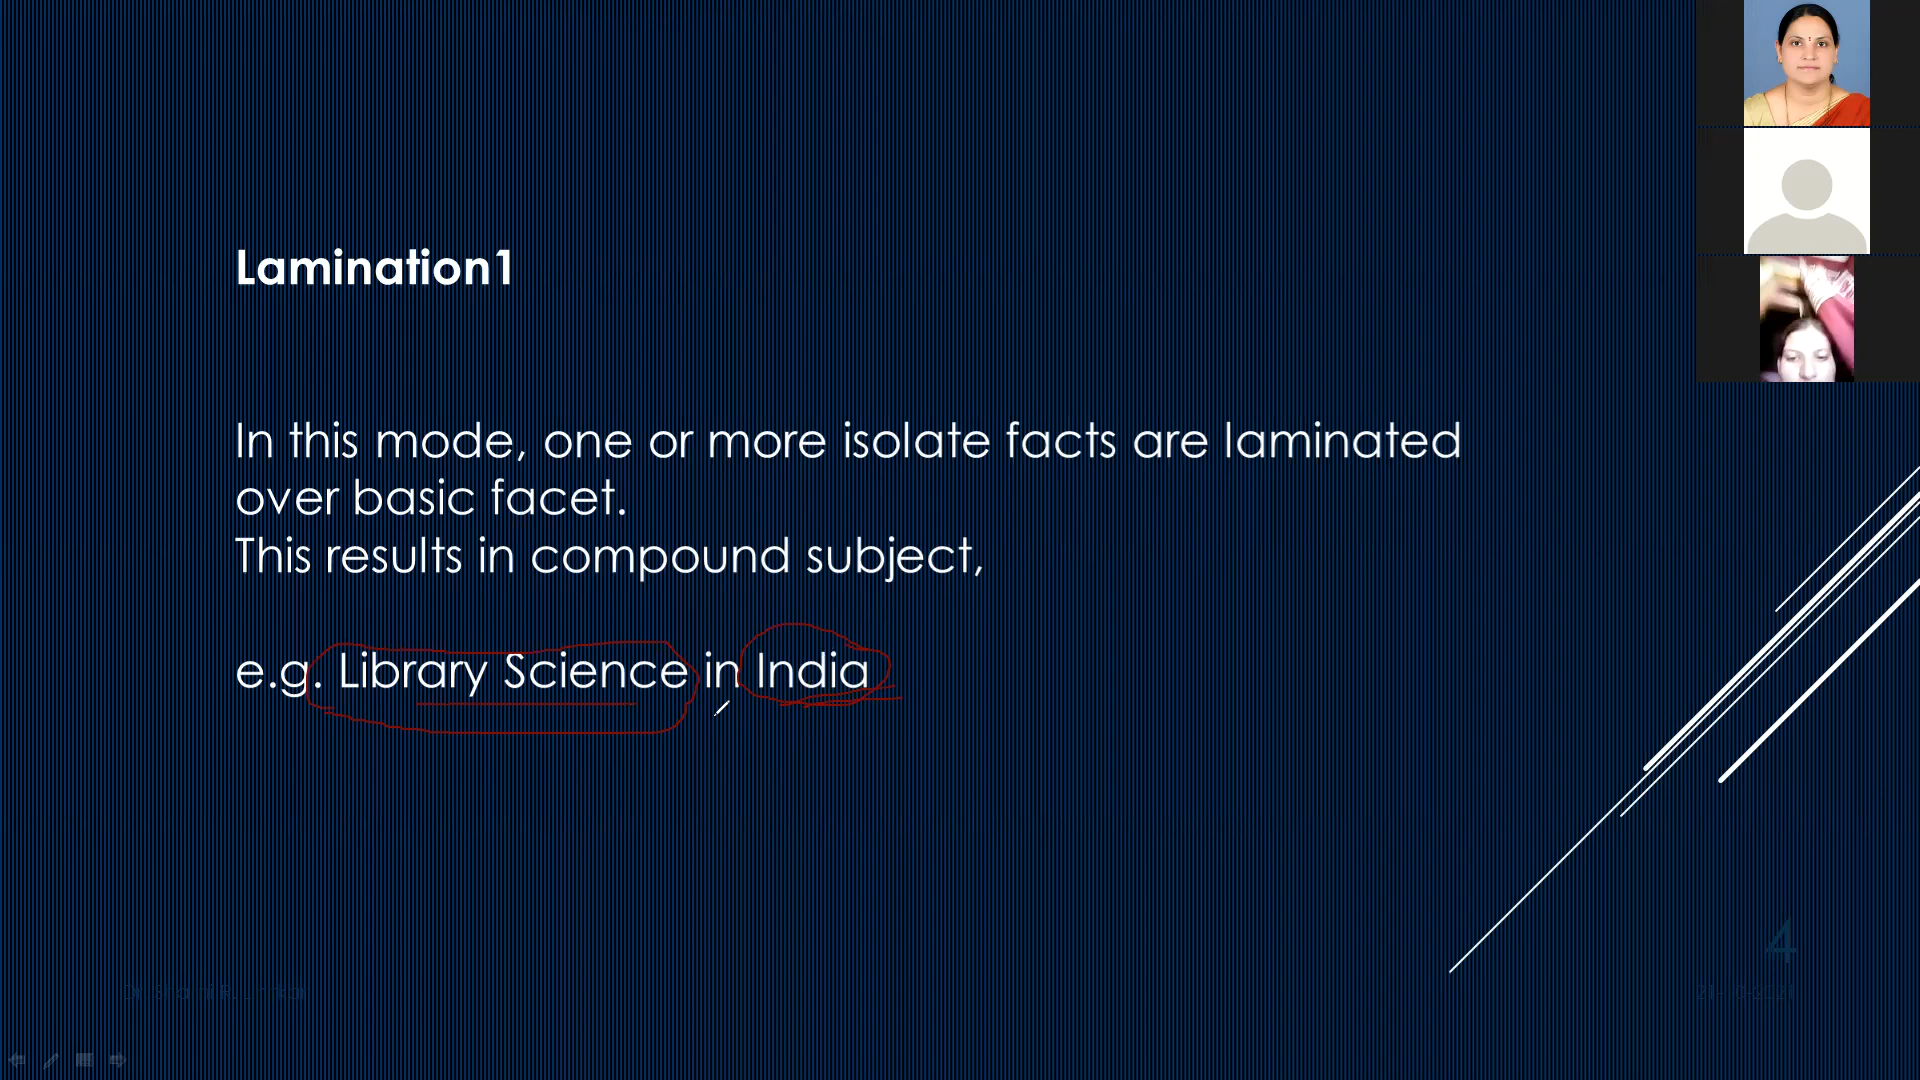 Lamination1
In this mode, one or more isolate facts are laminated
over basic facet.
This results in compound subject,
e.g. Library Science in India
4